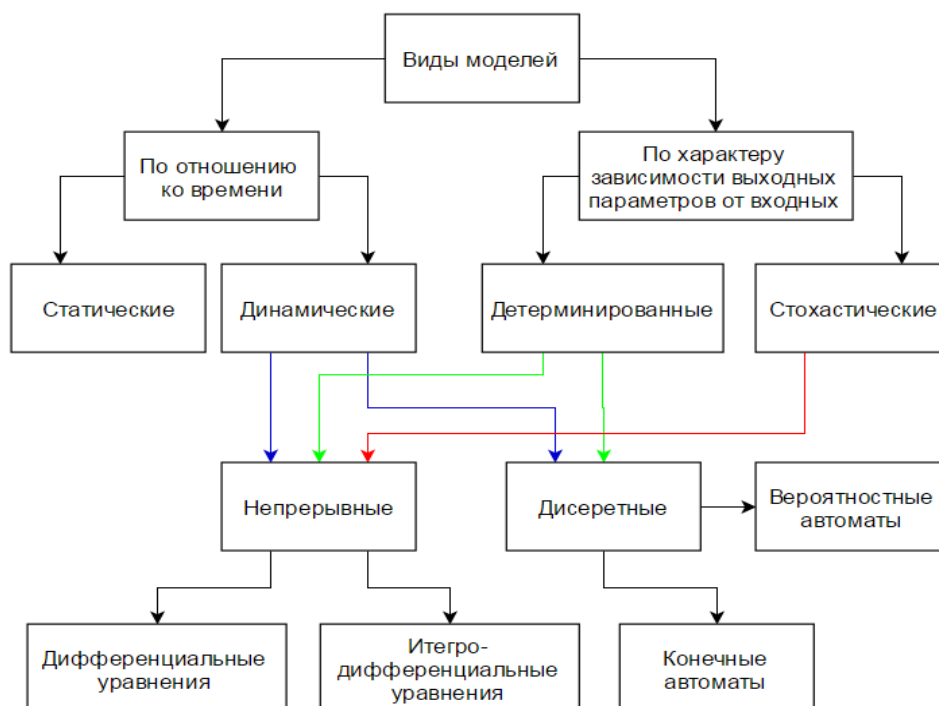 Виды моделей
По отношению
ко времени
По характеру
зависимости выходных
параметров от входных
Статические
Динамические
Детерминированные
Стохастические
Непрерывные
Дисеретные
Вероятностные
автоматы
Дифференциальные
уравнения
Итегро-
дифференциальные
уравнения
Конечные
автоматы